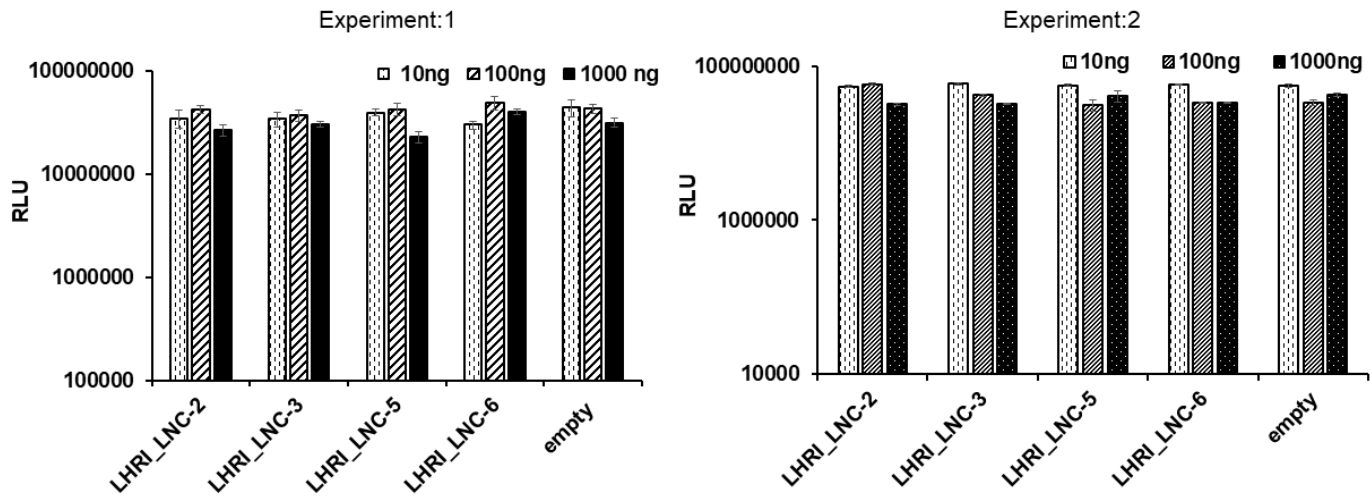 Experiment:1
100000000
10ng 100ng 1000 ng
10000000
RLU
1000000
100000
LHRI_LNC-2 LHRI_LNC-3 LHRI_LNC-5 LHRI_LNC-6 empty
Experiment:2
100000000
10ng 100ng 1000ng
RLU
1000000
10000
LHRI_LNC-2 LHRI_LNC-3 LHRI_LNC-5 LHRI_LNC-6 empty